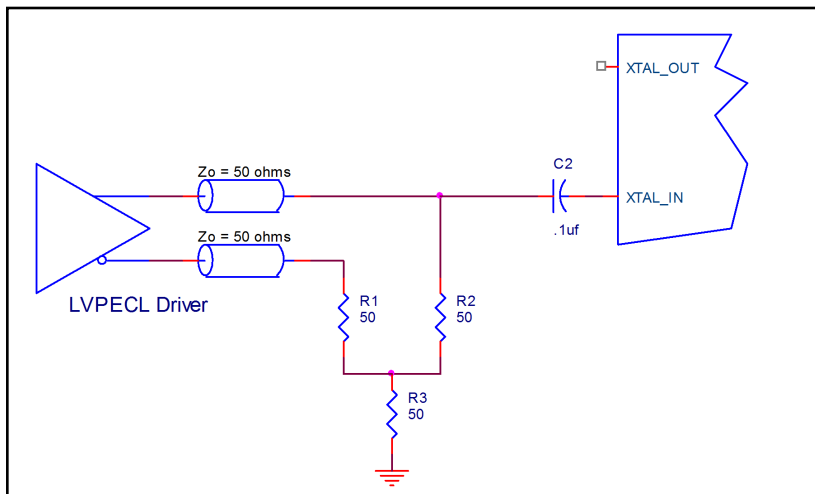 XTAL_OUT
C2
Zo = 50 ohms
XTAL_IN
.1uf
Zo = 50 ohms
LVPECL Driver
R1
50
R2
50
R3
50